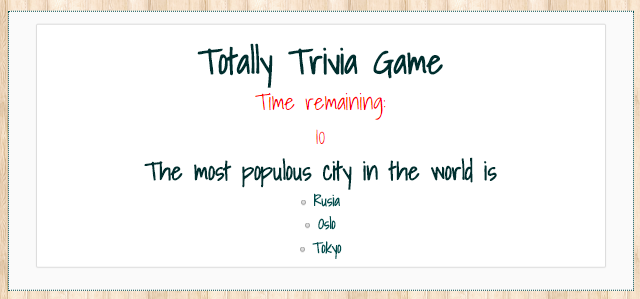 Totally Trivia Game
Time remaining:
10
The most populous city in the world is
Rusia
Oslo
Tokyo